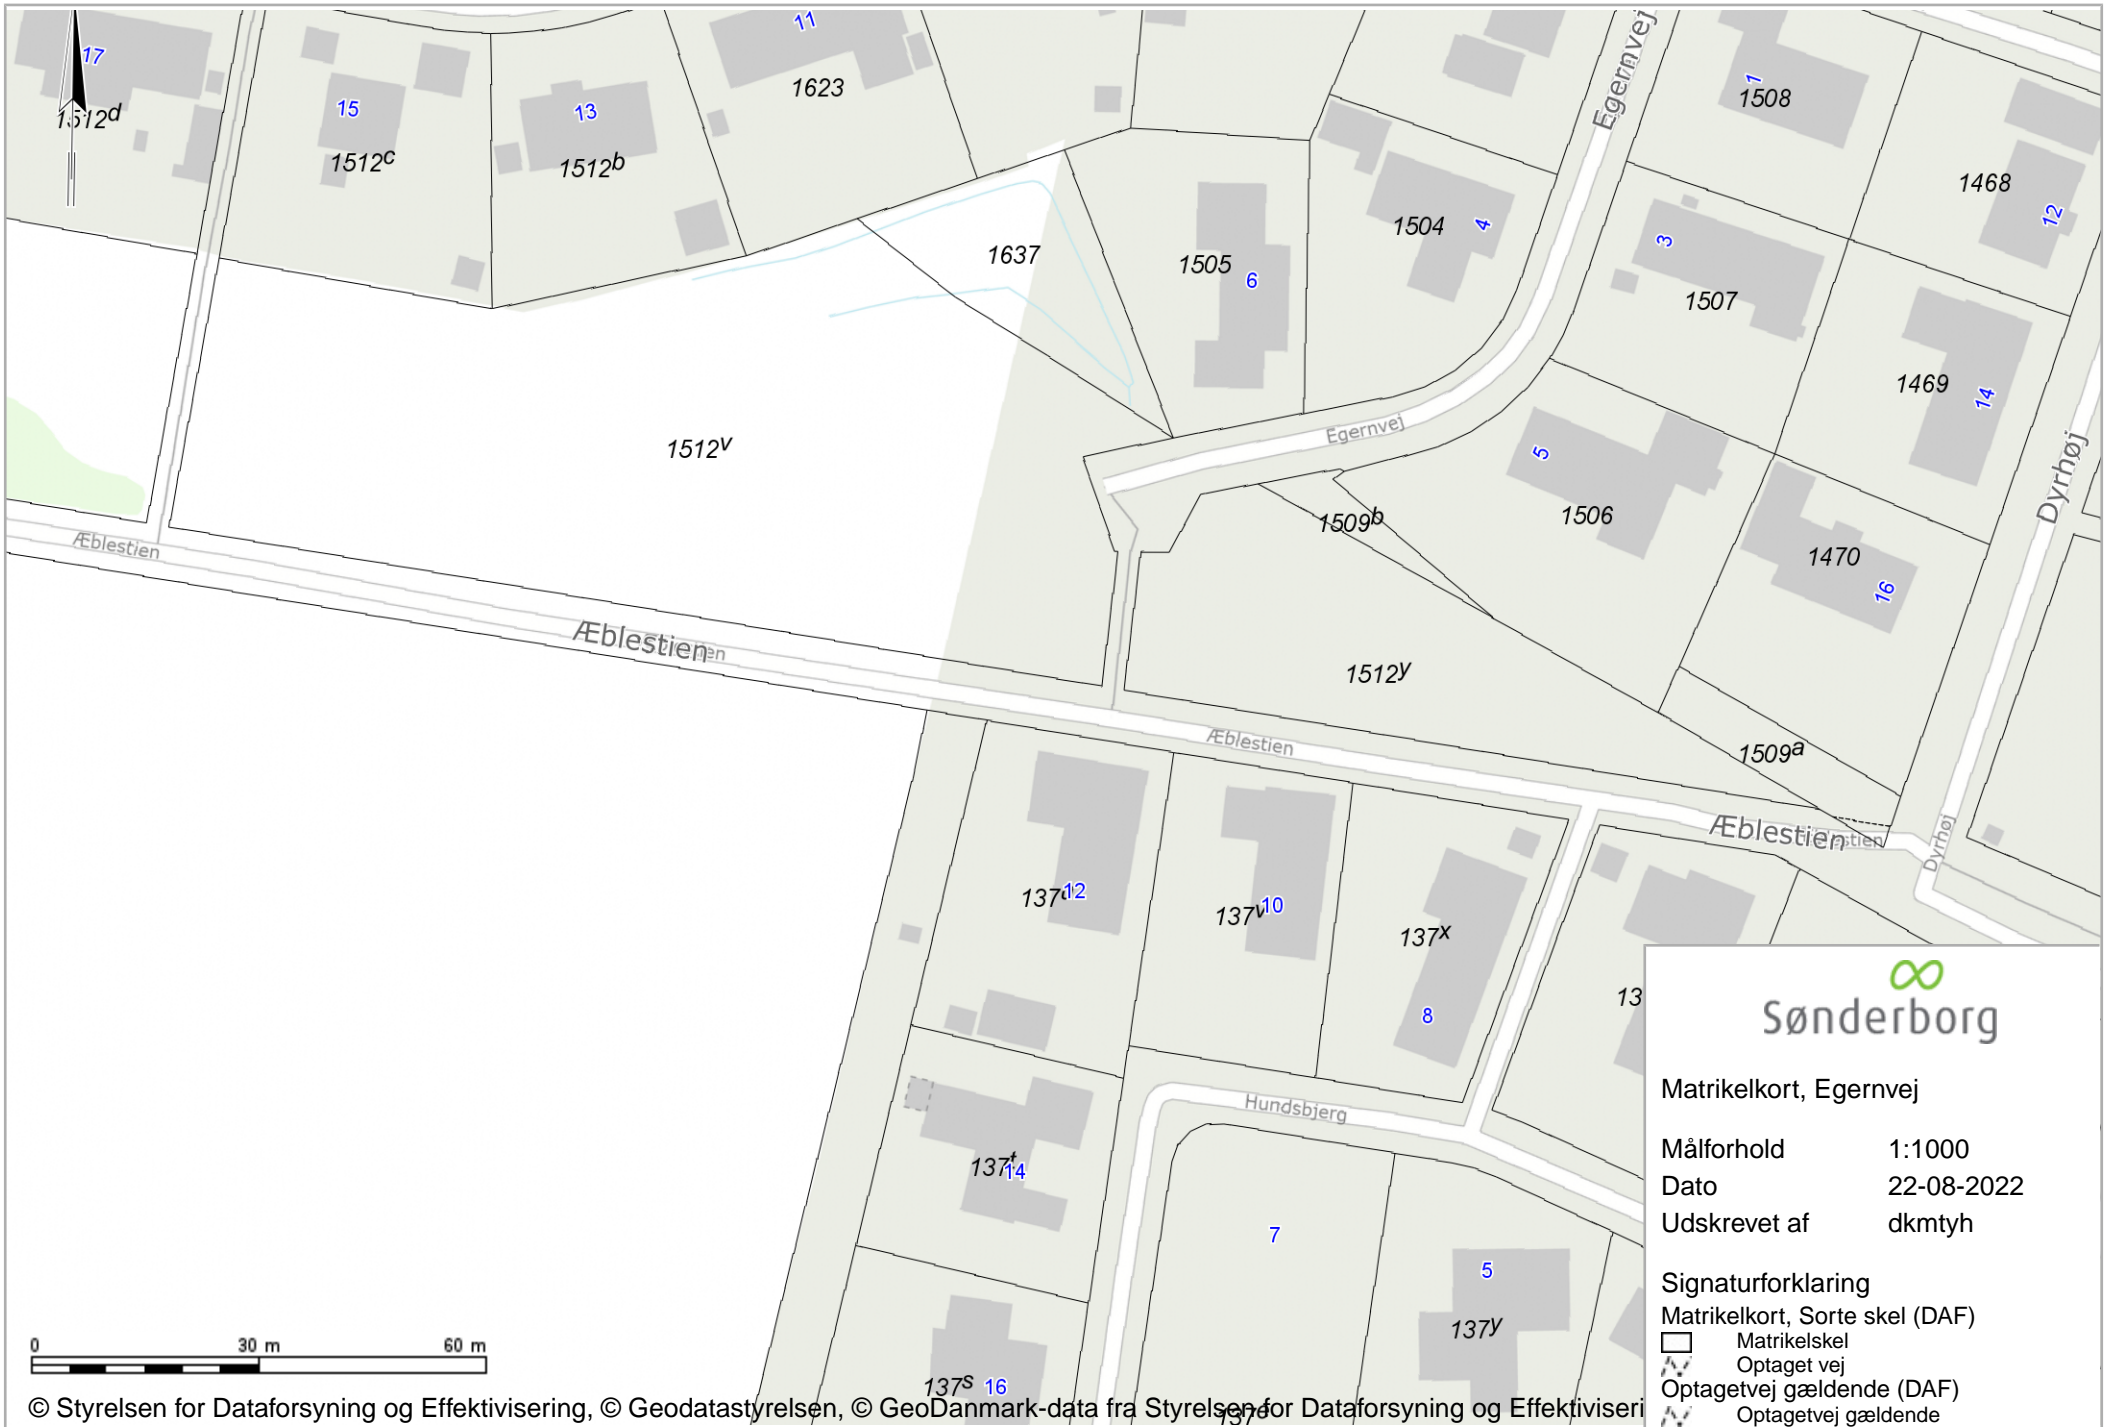 17
1512d
15
1512c
13
1512b
11
1623
Egernvej
1
1508
1468
12
1637
1505
6
1504
4
3
1507
1469
14
Dyrhøj
1512v
Egernvej
5
1506
1509b
1470
16
Æblestien
Æblestien
1512y
Æblestien
1509a
Æblestien
Dyrhøj
12
137v
10
137x
8
13
Hundsbjerg
137t
14
7
5
137y
137s
16
0 30 m 60 m
© Styrelsen for Dataforsyning og Effektivisering, © Geodatastyrelsen, © GeoDanmark-data fra Styrelsen for Dataforsyning og Effektiviseri
Sønderborg
Matrikelkort, Egernvej
Målforhold 1:1000
Dato 22-08-2022
Udskrevet af dkmtyh
Signaturforklaring
Matrikelkort, Sorte skel (DAF)
Matrikelskel
Optaget vej
Optagetvej gældende (DAF)
Optagetvej gældende